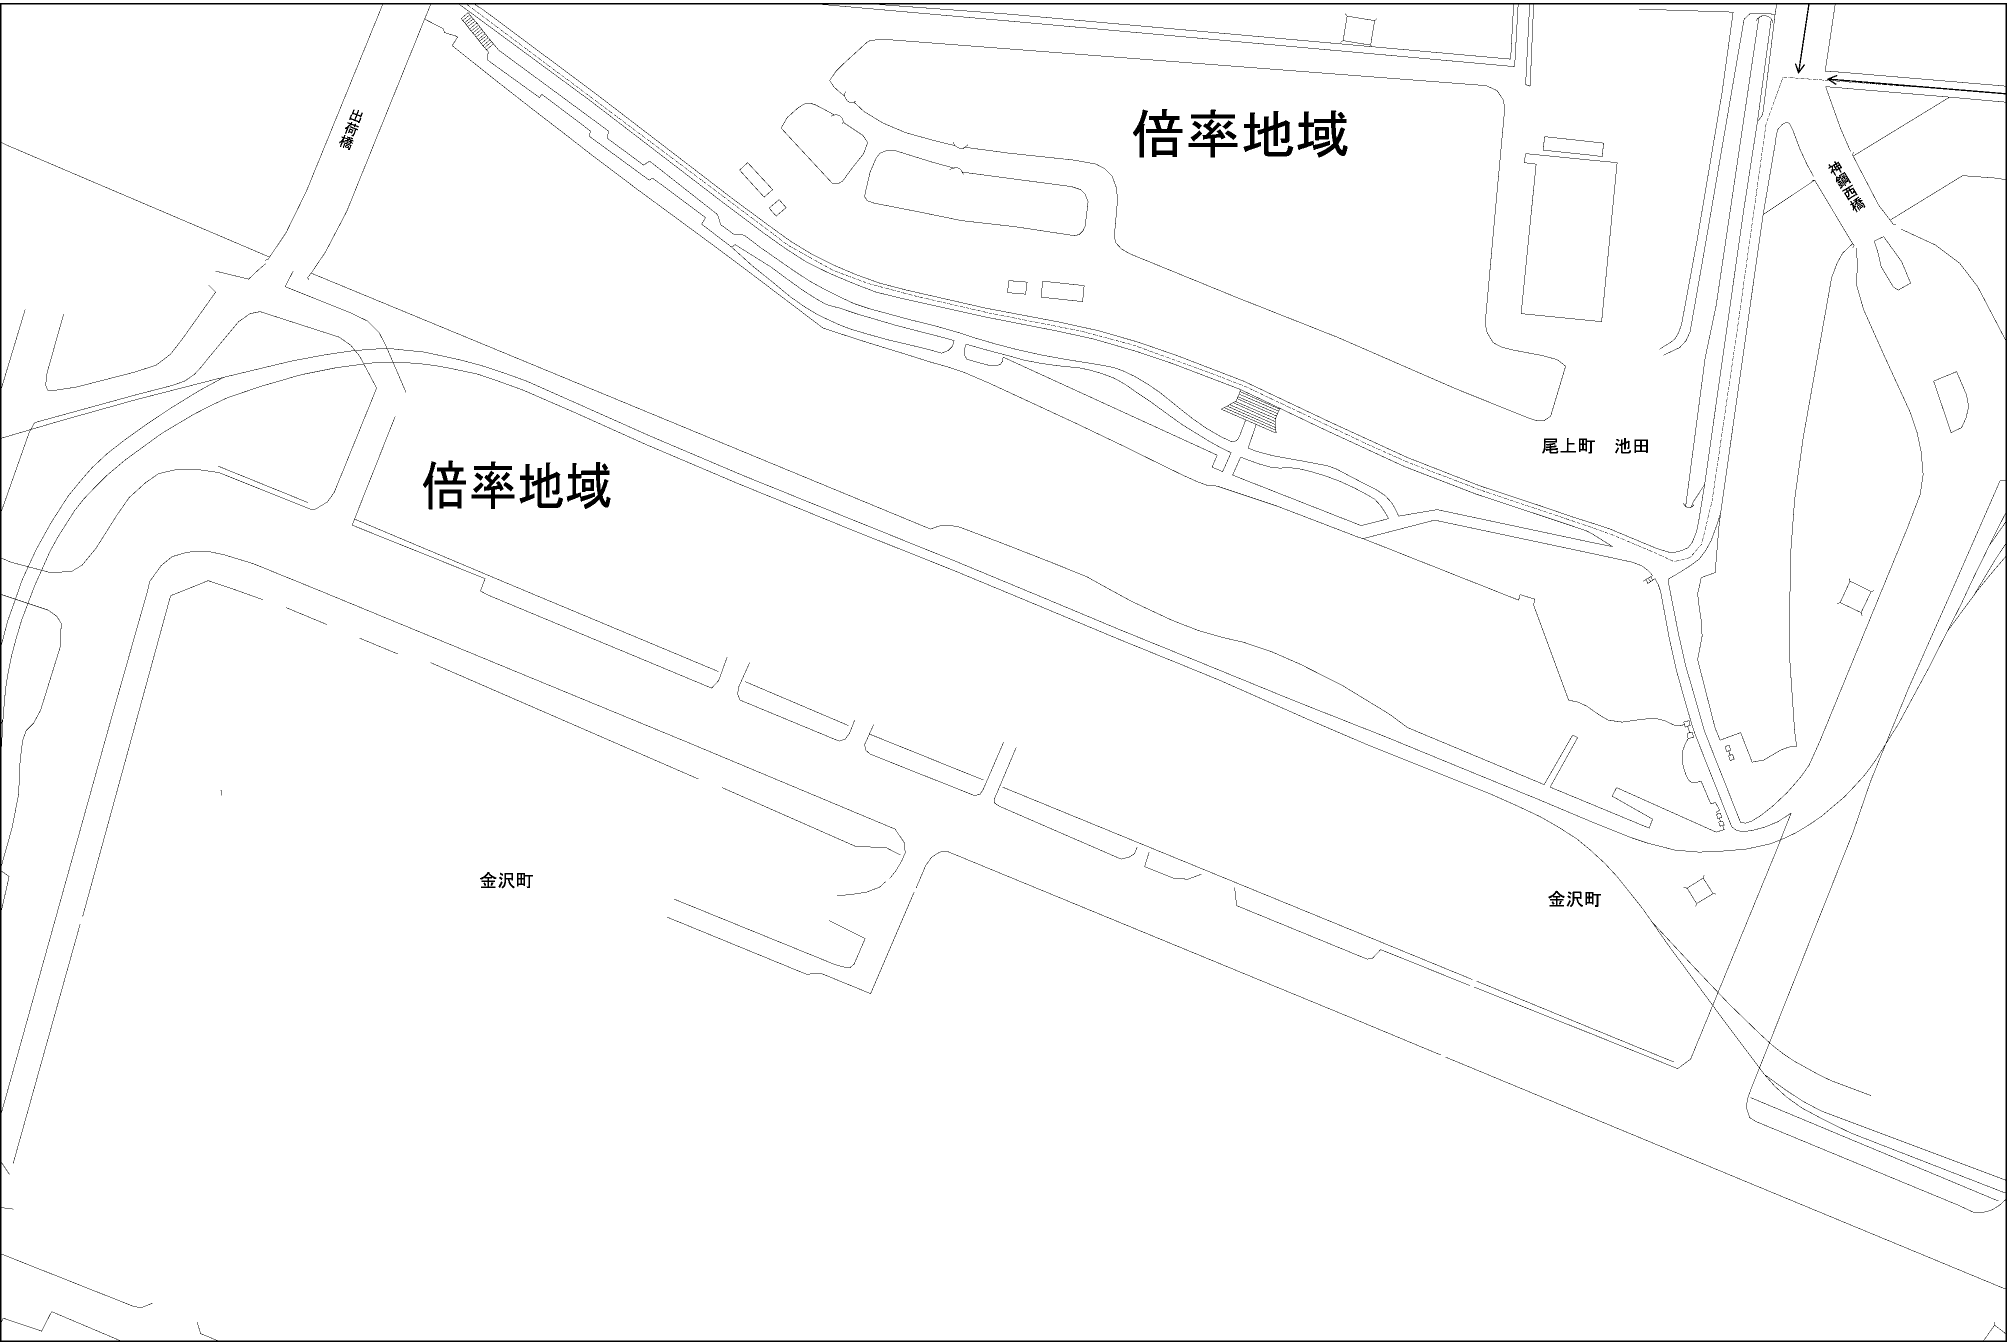 出荷橋
倍率地域
神鋼西橋
尾上町　池田
倍率地域
金沢町
金沢町